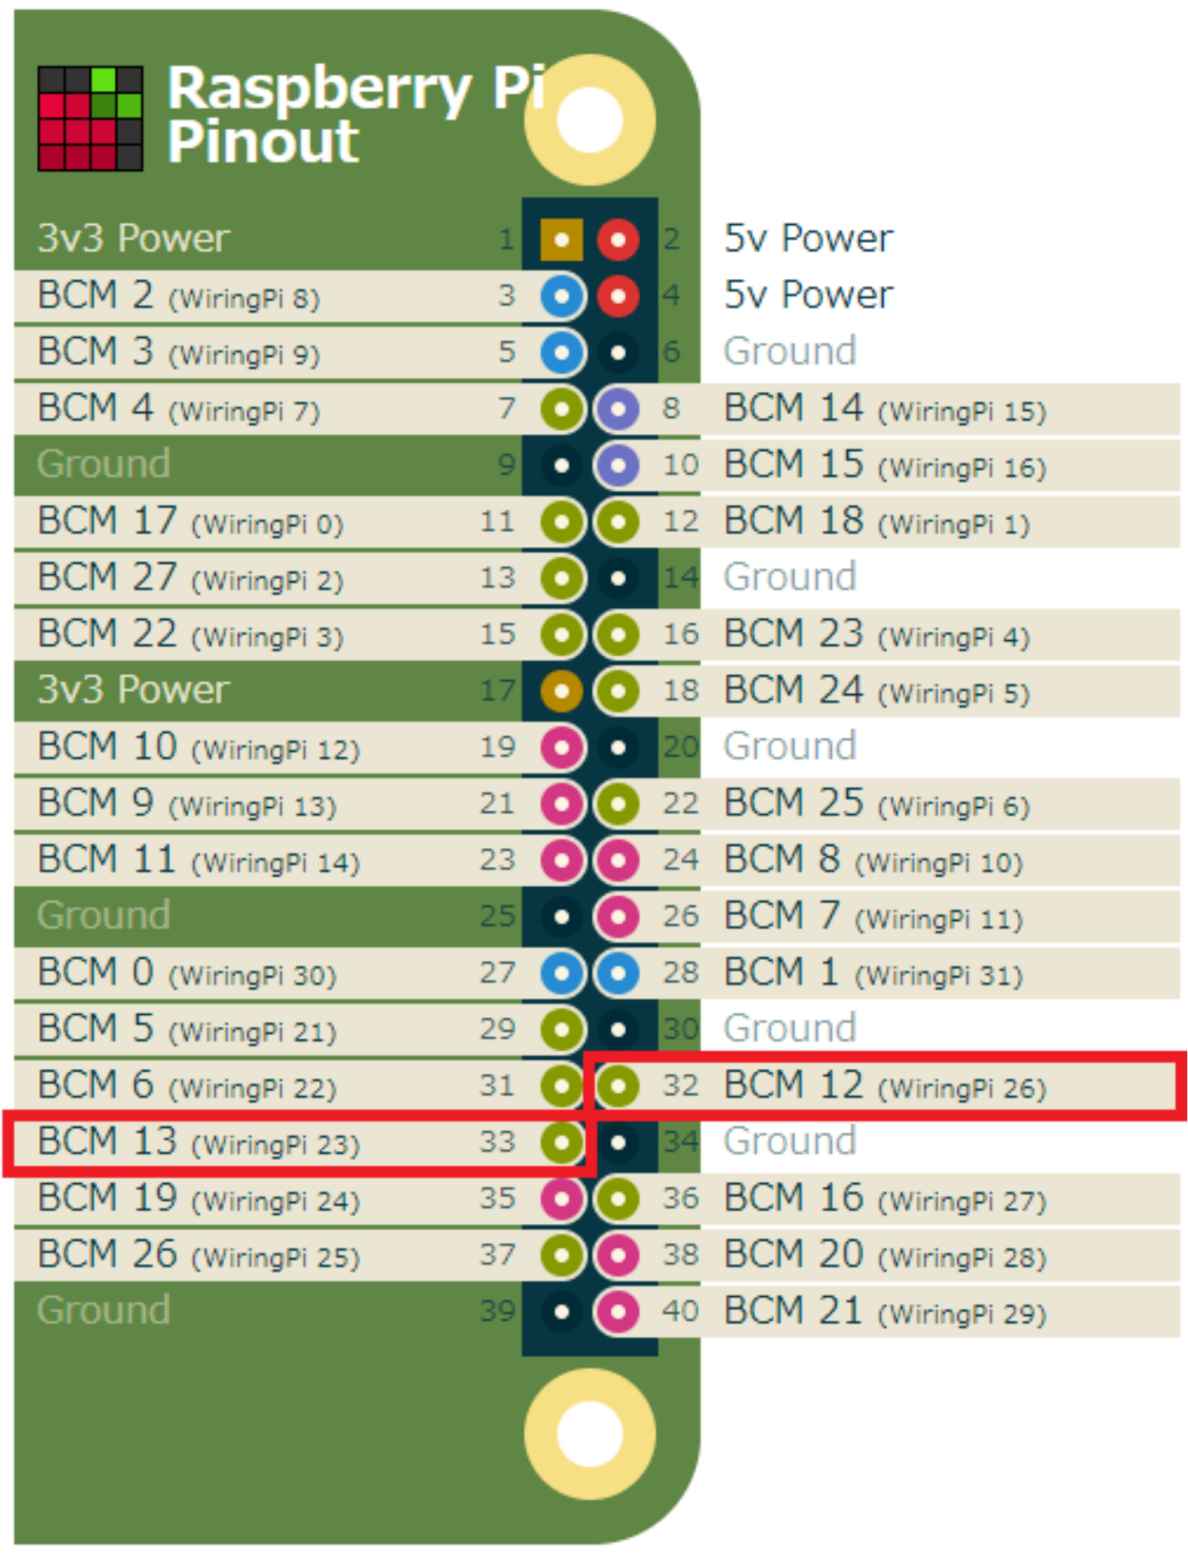 Raspberry Pi
Pinout
3v3 Power 1 2 5v Power
BCM 2 (WiringPi 8) 3 4 5v Power
BCM 3 (WiringPi 9) 5 6 Ground
BCM 4 (WiringPi 7) 7 8 BCM 14 (WiringPi 15)
Ground 9 10 BCM 15 (WiringPi 16)
BCM 17 (WiringPi 0) 11 12 BCM 18 (WiringPi 1)
BCM 27 (WiringPi 2) 13 14 Ground
BCM 22 (WiringPi 3) 15 16 BCM 23 (WiringPi 4)
3v3 Power 17 18 BCM 24 (WiringPi 5)
BCM 10 (WiringPi 12) 19 20 Ground
BCM 9 (WiringPi 13) 21 22 BCM 25 (WiringPi 6)
BCM 11 (WiringPi 14) 23 24 BCM 8 (WiringPi 10)
Ground 25 26 BCM 7 (WiringPi 11)
BCM 0 (WiringPi 30) 27 28 BCM 1 (WiringPi 31)
BCM 5 (WiringPi 21) 29 30 Ground
BCM 6 (WiringPi 22) 31 32 BCM 12 (WiringPi 26)
BCM 13 (WiringPi 23) 33 34 Ground
BCM 19 (WiringPi 24) 35 36 BCM 16 (WiringPi 27)
BCM 26 (WiringPi 25) 37 38 BCM 20 (WiringPi 28)
Ground 39 40 BCM 21 (WiringPi 29)